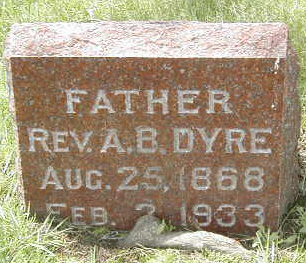 FATHER
REV. A. B. DYRE
AUG. 25, 1868
FEB. 2, 1933